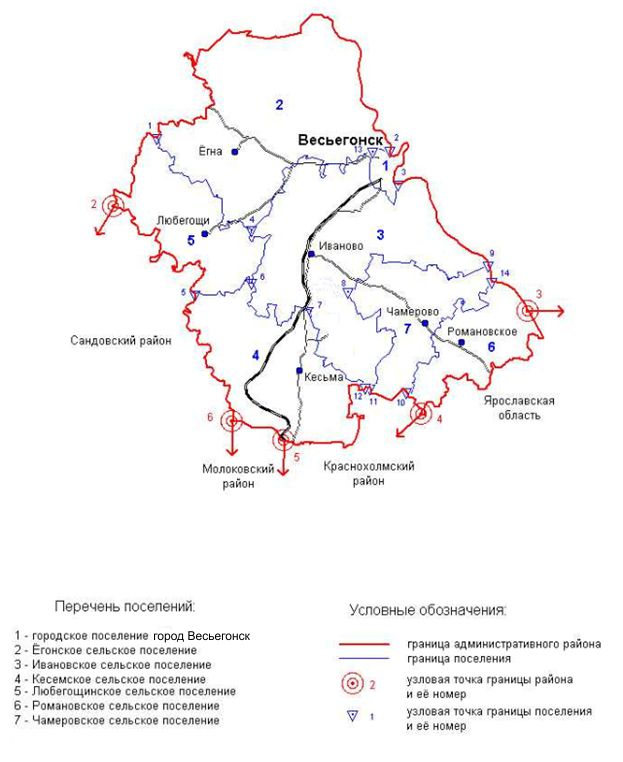 2
Весьегонск
1
2
13
Ёгна
1
3
2
Любегощи
4
3
5
Иваново
9
6
14
5
8
3
7
Чамерово
Романовское
Сандовский район
7
6
4
Кесьма
12
11
10
Ярославская
область
6
4
5
Молоковский
район
Краснохолмский
район
Перечень поселений:
1 - городское поселение город Весьегонск
2 - Ёгонское сельское поселение
3 - Ивановское сельское поселение
4 - Кесемское сельское поселение
5 - Любегощинское сельское поселение
6 - Романовское сельское поселение
7 - Чамеровское сельское поселение
Условные обозначения:
граница административного района
граница поселения
2
узловая точка границы района
и её номер
1
узловая точка границы поселения
и её номер